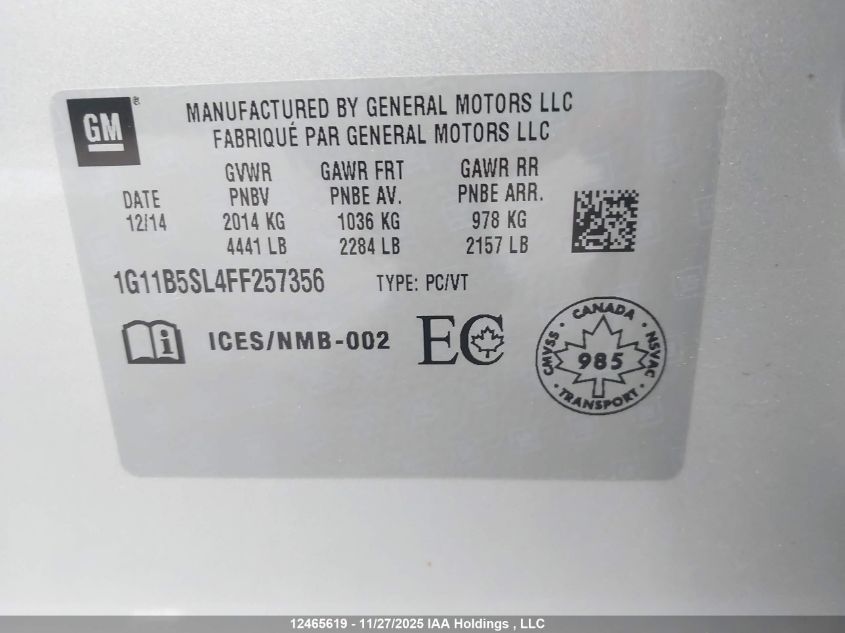 GM ®
MANUFACTURED BY GENERAL MOTORS LLC
FABRIQUÉ PAR GENERAL MOTORS LLC
GVWR GAWR FRT GAWR RR
DATE PNBV PNBE AV. PNBE ARR.
12/14 2014 KG 1036 KG 978 KG
4441 LB 2284 LB 2157 LB
1G11B5SL4FF257356 TYPE: PC/VT
i ICES/NMB-002 EC
CANADA
CMVSS 985 NSVAC
TRANSPORT
12465619 - 11/27/2025 IAA Holdings , LLC